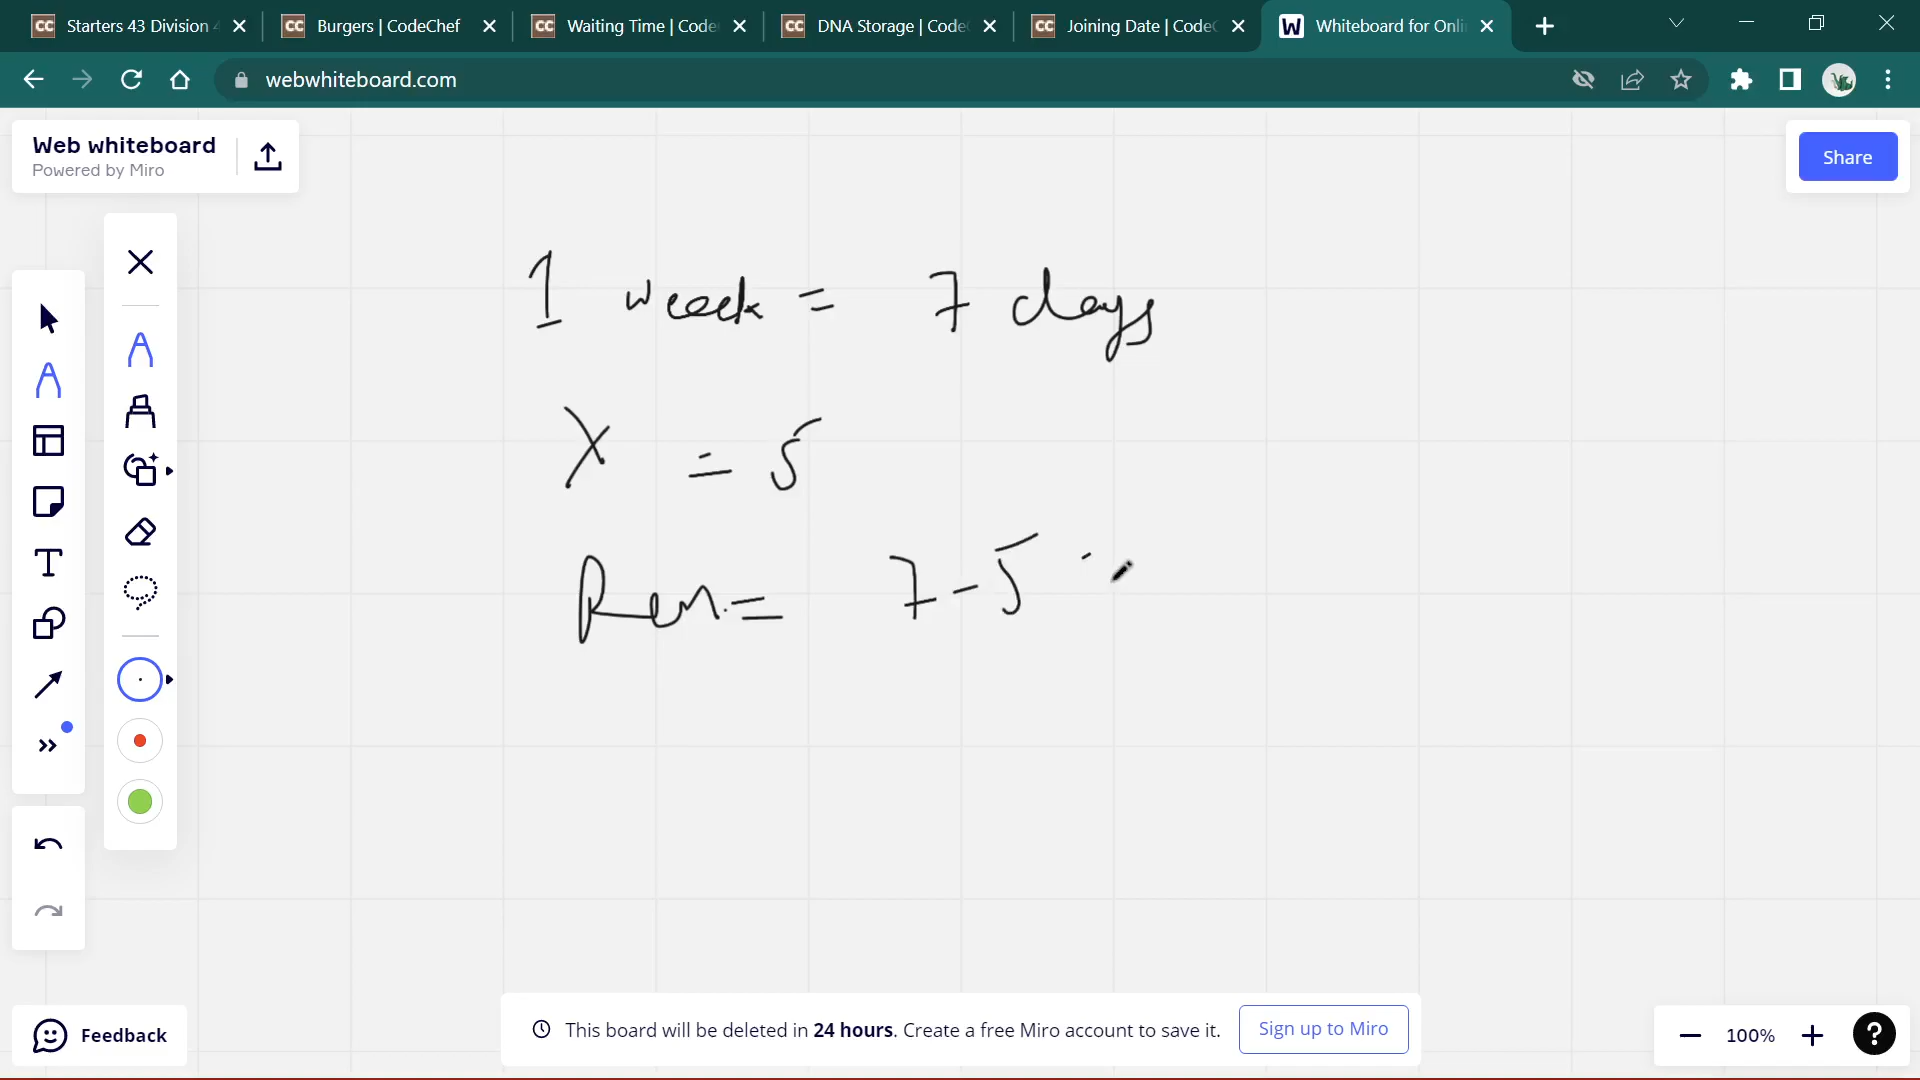 Starters 43 Division
Burgers | CodeChef
Waiting Time | Code
DNA Storage | Code
Joining Date | Code
Whiteboard for Onli
webwhiteboard.com
Web whiteboard
Powered by Miro
Share
1 week = 7 days
X = 5
Rem. = 7 - 5
Feedback
This board will be deleted in 24 hours. Create a free Miro account to save it.
Sign up to Miro
100%